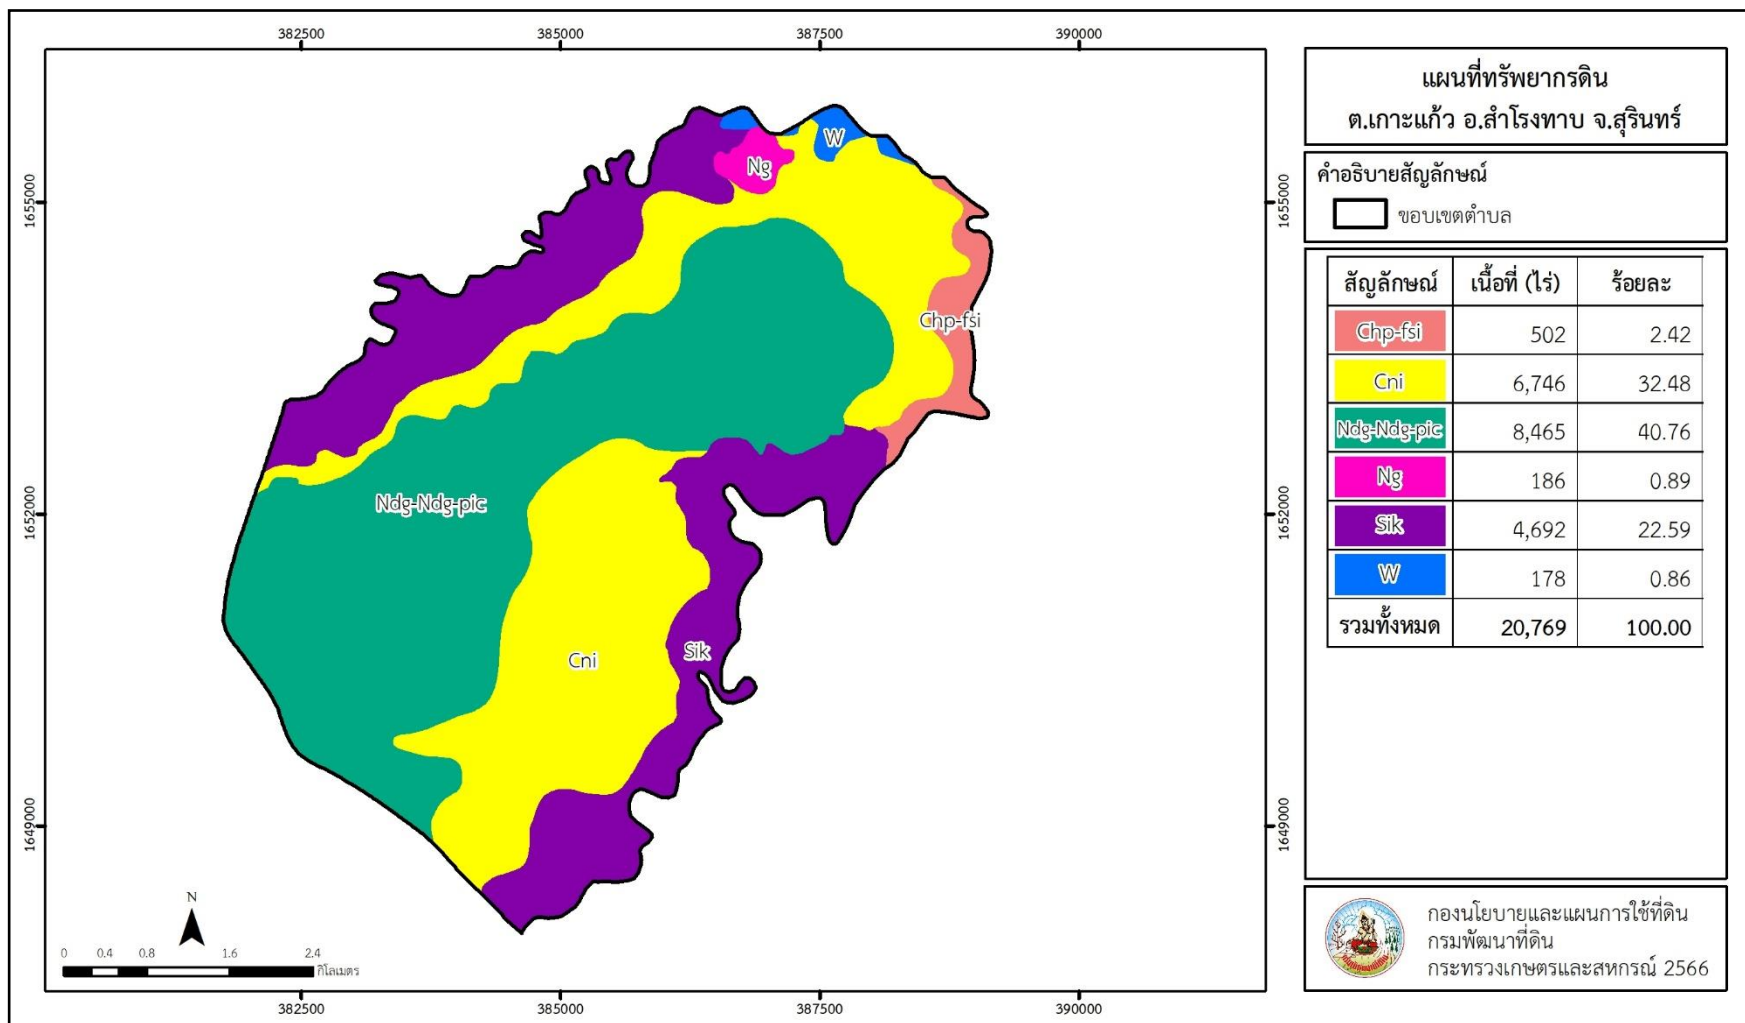 382500
385000
387500
390000
แผนที่ทรัพยากรดิน
ต.เกาะแก้ว อ.สำโรงทาบ จ.สุรินทร์
คำอธิบายสัญลักษณ์
ขอบเขตตำบล
สัญลักษณ์ เนื้อที่ (ไร่) ร้อยละ
Chp-fsi 502 2.42
Cni 6,746 32.48
Ndg-Ndg-pic 8,465 40.76
Ng 186 0.89
Sik 4,692 22.59
W 178 0.86
รวมทั้งหมด 20,769 100.00
กองนโยบายและแผนการใช้ที่ดิน
กรมพัฒนาที่ดิน
กระทรวงเกษตรและสหกรณ์ 2566
W
Ng
1655000
1655000
Chp-fsi
Ndg-Ndg-pic
1652000
1652000
Cni
Sik
1649000
1649000
N
0 0.4 0.8 1.6 2.4
กิโลเมตร
382500
385000
387500
390000